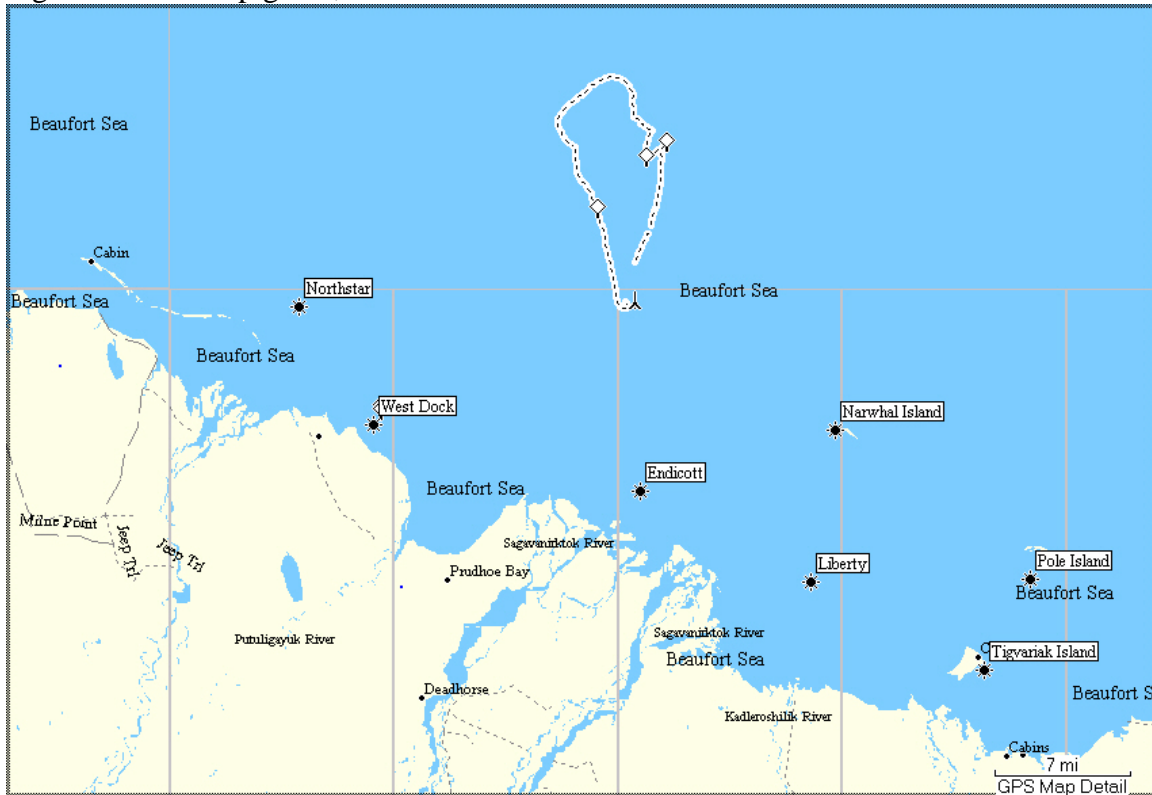 Beaufort Sea
Cabin
Northstar
Beaufort Sea
Beaufort Sea
Beaufort Sea
West Dock
Narwhal Island
Endicott
Beaufort Sea
Milne Point
Jeep Trl
Jeep Trl
Sagavanirktok River
Prudhoe Bay
Liberty
Pole Island
Beaufort Sea
Putuligayuk River
Sagavanirktok River
Beaufort Sea
Tigvariak Island
Deadhorse
Beaufort S
Kadleroshilik River
Cabins
7 mi
GPS Map Detail